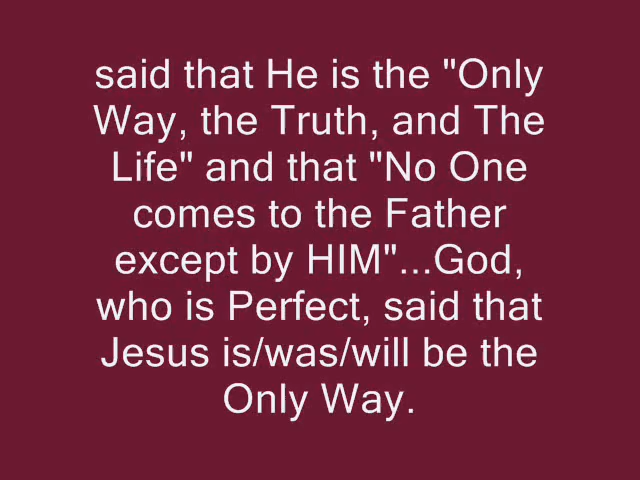 said that He is the "Only
Way, the Truth, and The
Life" and that "No One
comes to the Father
except by HIM"...God,
who is Perfect, said that
Jesus is/was/will be the
Only Way.